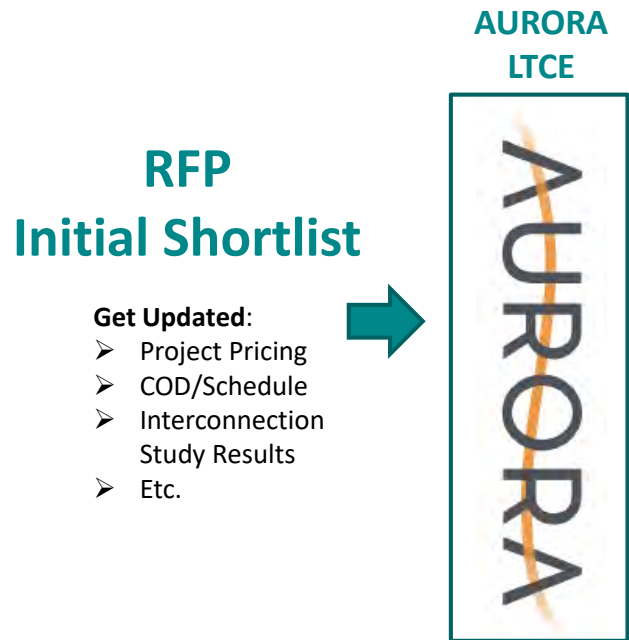 AURORA
LTCE
RFP
Initial Shortlist
Get Updated:
➢ Project Pricing
➢ COD/Schedule
➢ Interconnection
Study Results
➢ Etc.
AURORA